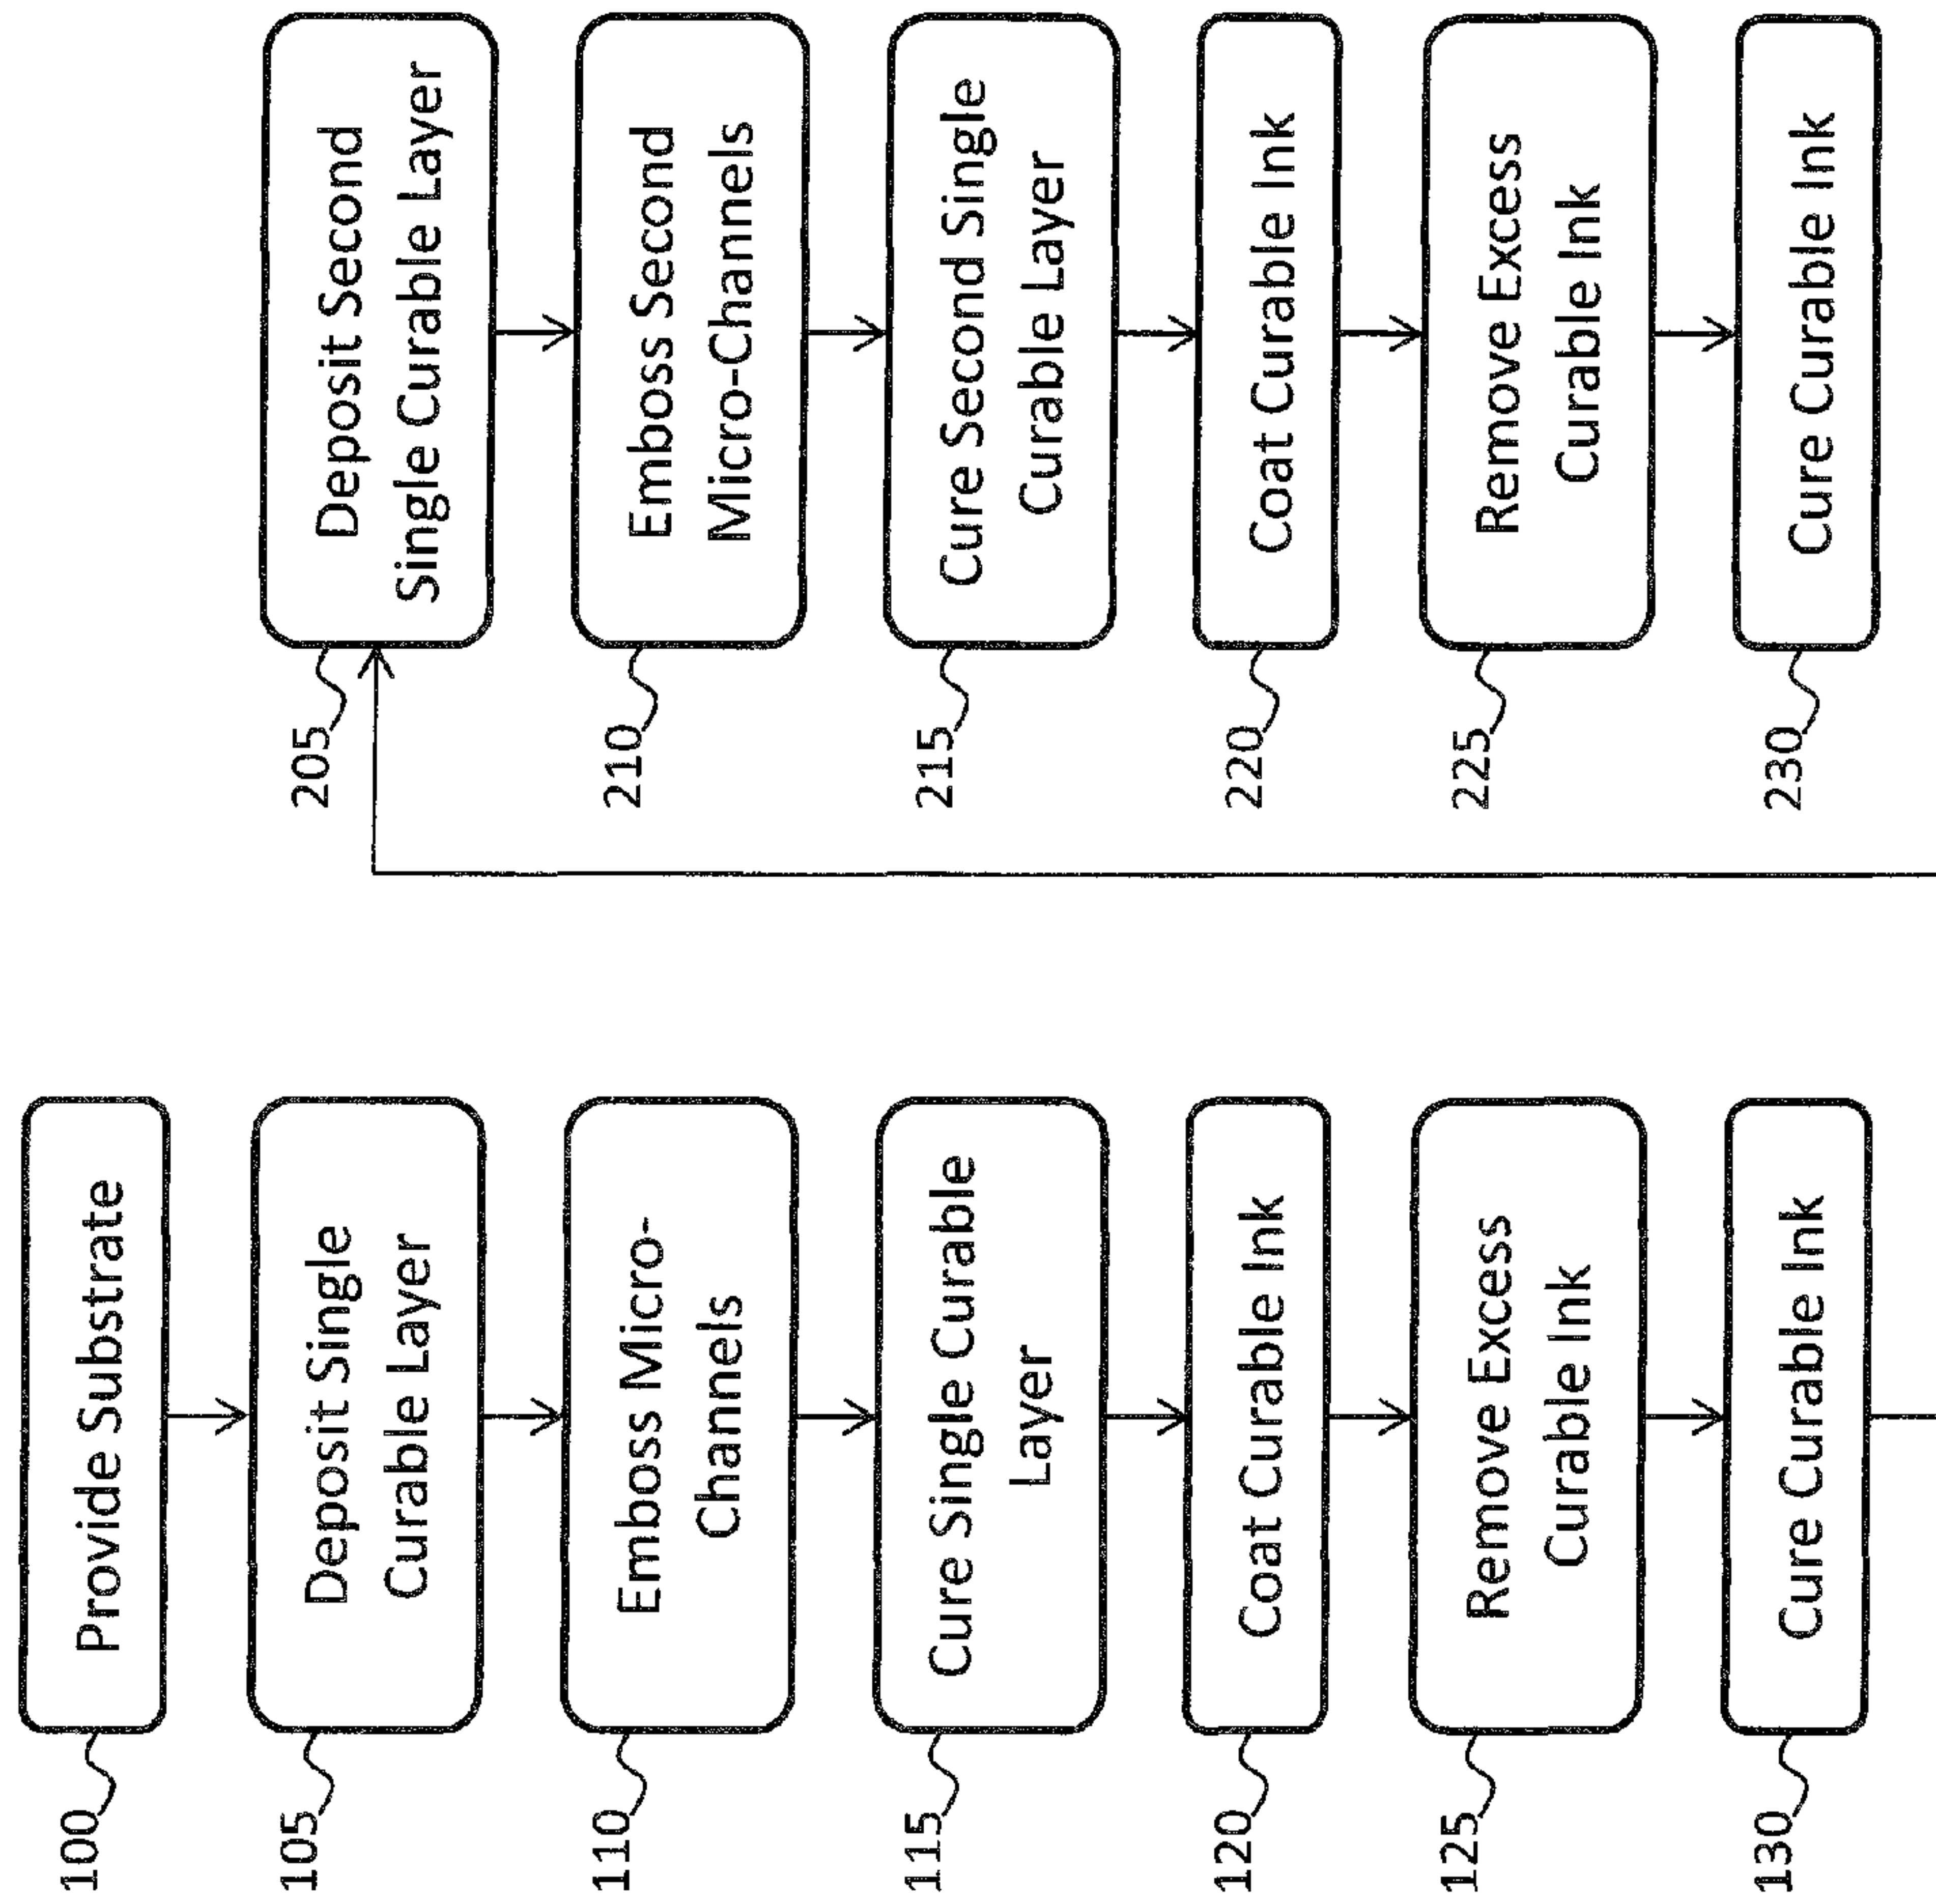 100
Provide Substrate
105
Deposit Single
Curable Layer
110
Emboss Micro-
Channels
115
Cure Single Curable
Layer
120
Coat Curable Ink
125
Remove Excess
Curable Ink
130
Cure Curable Ink
205
Deposit Second
Single Curable Layer
210
Emboss Second
Micro-Channels
215
Cure Second Single
Curable Layer
220
Coat Curable Ink
225
Remove Excess
Curable Ink
230
Cure Curable Ink